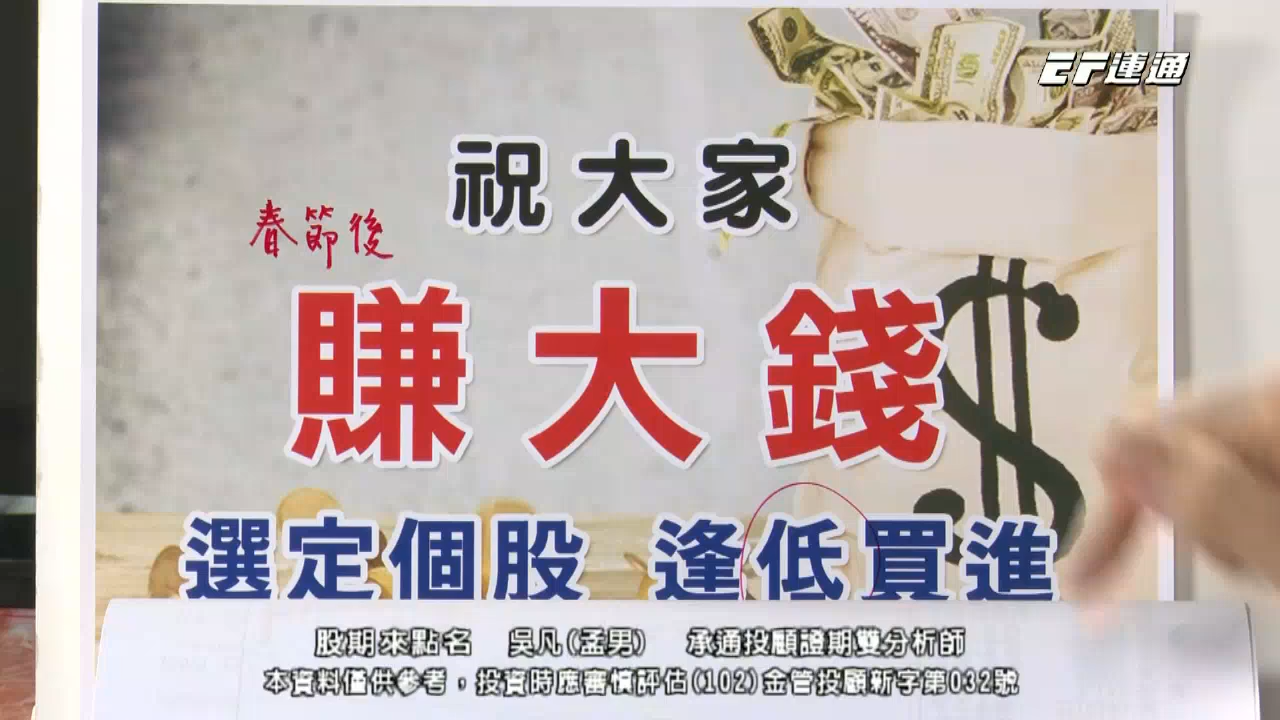 EF運通
祝大家
春節後
賺大錢
選定個股 逢低買進
股期來點名 吳凡(孟男) 承通投顧證期雙分析師
本資料僅供參考，投資時應審慎評估(102)金管投顧新字第032號